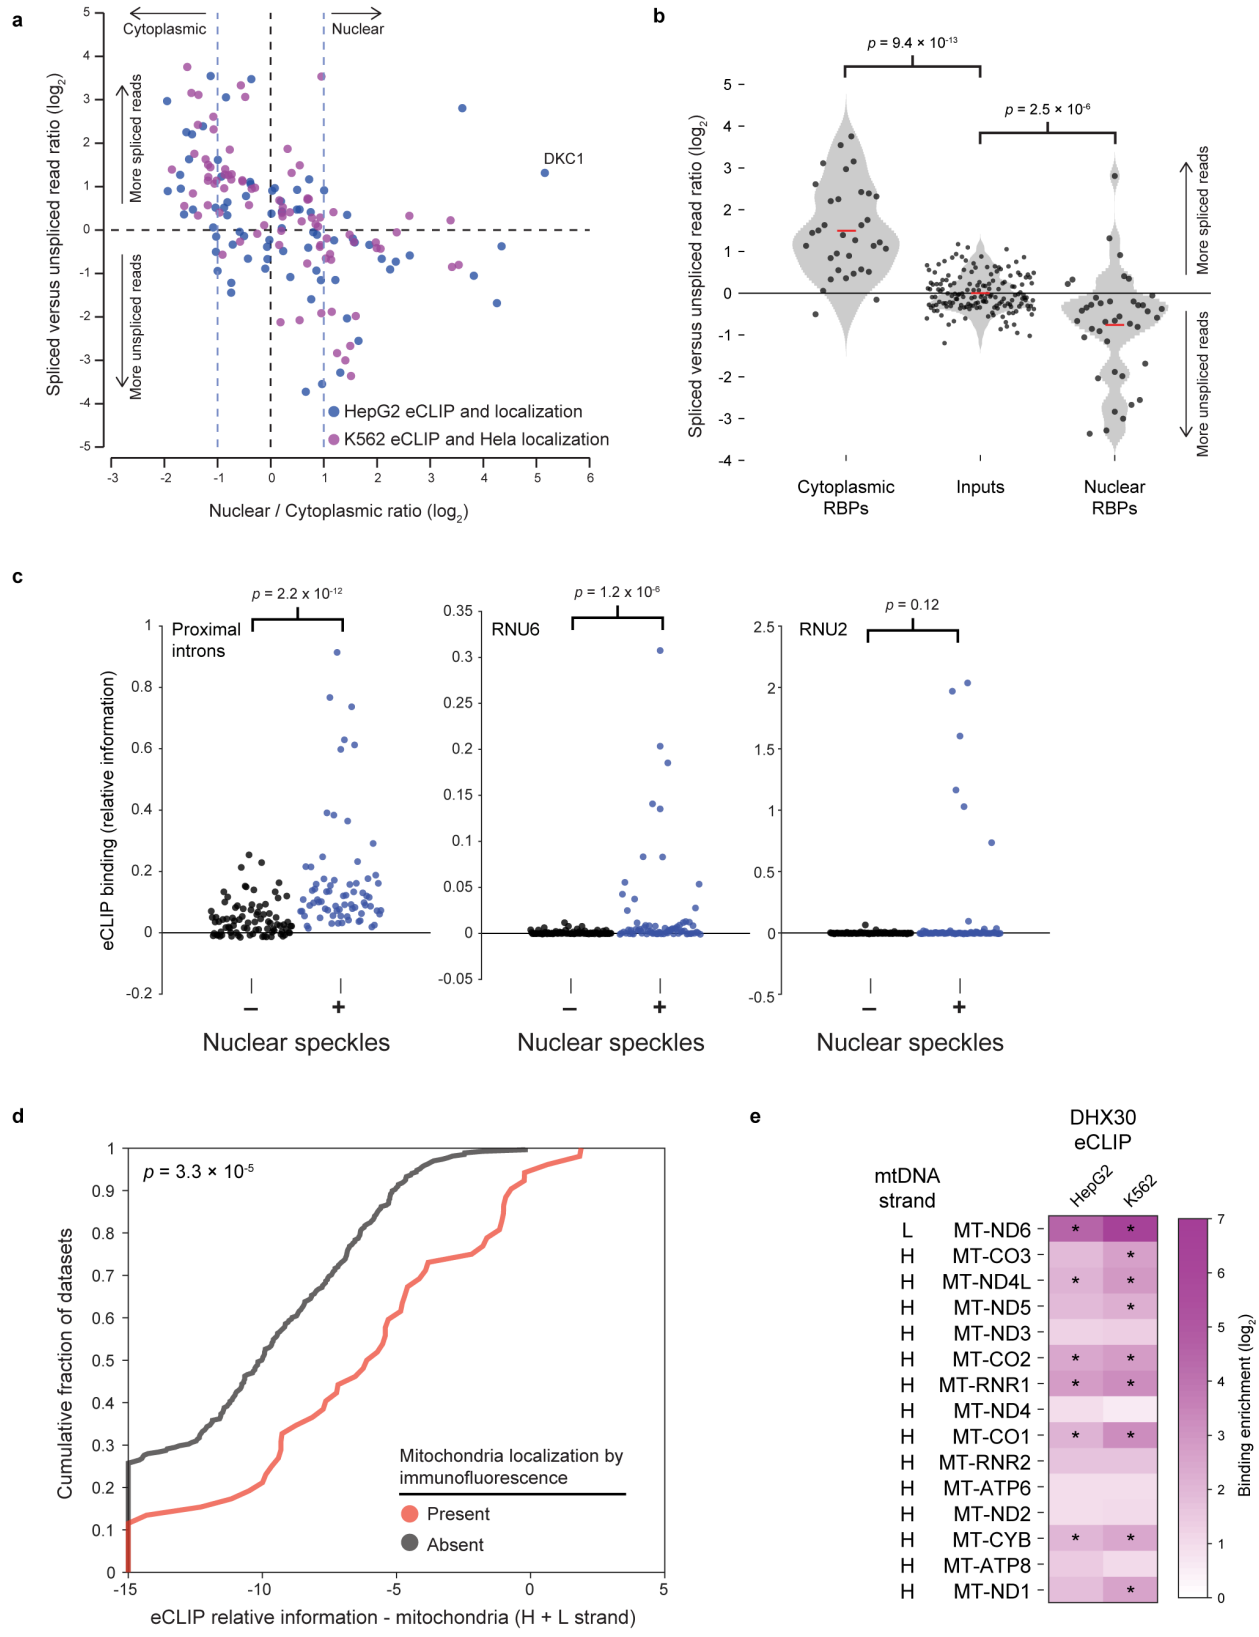 a
5
4
3
2
1
0
-1
-2
-3
-4
-5
Spliced versus unspliced read ratio (log2)
Cytoplasmic
Nuclear
More spliced reads
More unspliced reads
DKC1
HepG2 eCLIP and localization
K562 eCLIP and Hela localization
-3 -2 -1 0 1 2 3 4 5 6
Nuclear / Cytoplasmic ratio (log2)
b
p = 9.4 × 10-13
p = 2.5 × 10-6
5
4
3
2
1
0
-1
-2
-3
-4
Spliced versus unspliced read ratio (log2)
More spliced reads
More unspliced reads
Cytoplasmic RBPs
Inputs
Nuclear RBPs
c
eCLIP binding (relative information)
p = 2.2 x 10-12
Proximal
introns
1
0.8
0.6
0.4
0.2
0
-0.2
– +
Nuclear speckles
p = 1.2 x 10-6
RNU6
0.35
0.3
0.25
0.2
0.15
0.1
0.05
0
-0.05
– +
Nuclear speckles
p = 0.12
RNU2
2.5
2
1.5
1
0.5
0
-0.5
– +
Nuclear speckles
d
p = 3.3 × 10-5
1
0.9
0.8
0.7
0.6
0.5
0.4
0.3
0.2
0.1
0
Cumulative fraction of datasets
Mitochondria localization by
immunofluorescence
Present
Absent
-15 -10 -5 0 5
eCLIP relative information - mitochondria (H + L strand)
e
DHX30
eCLIP
mtDNA
strand
HepG2
K562
L MT-ND6 * *
H MT-CO3 *
H MT-ND4L * *
H MT-ND5 *
H MT-ND3
H MT-CO2 * *
H MT-RNR1 * *
H MT-ND4
H MT-CO1 * *
H MT-RNR2
H MT-ATP6
H MT-ND2
H MT-CYB * *
H MT-ATP8
H MT-ND1 *
7
6
5
4
3
2
1
0
Binding enrichment (log2)